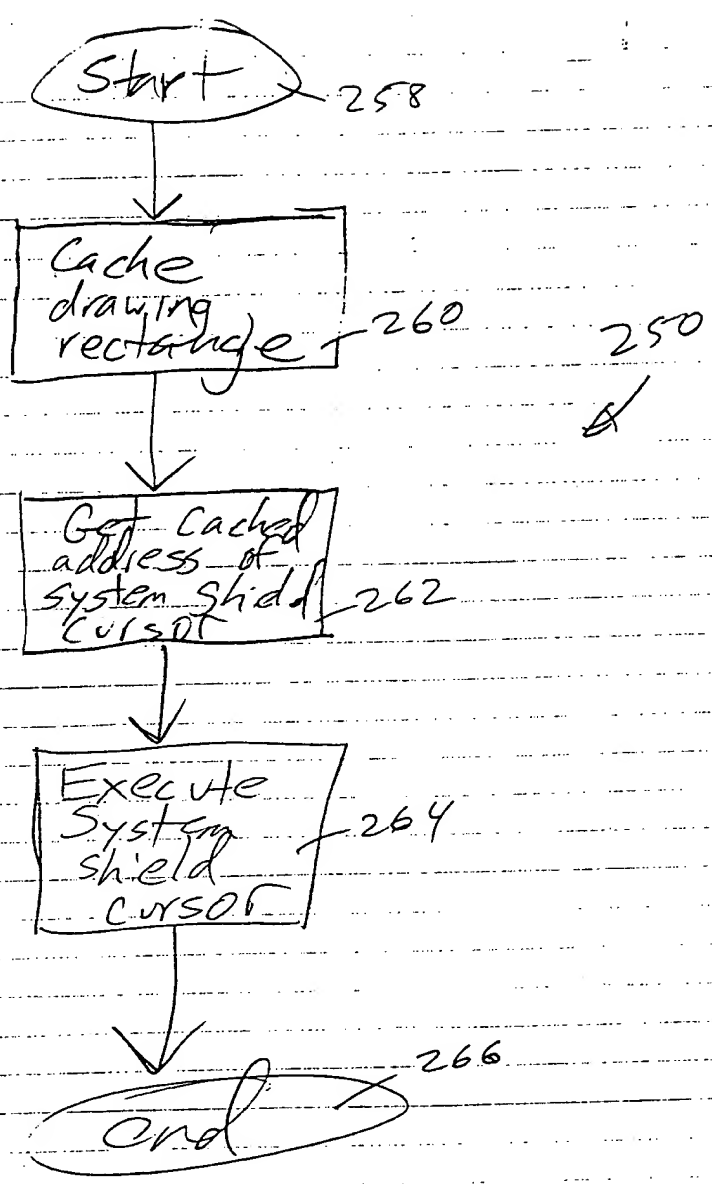 Start
258
Cache
drawing
rectangle
260
250
Get cached
address of
system shield
cursor
262
Execute
System
shield
cursor
264
end
266